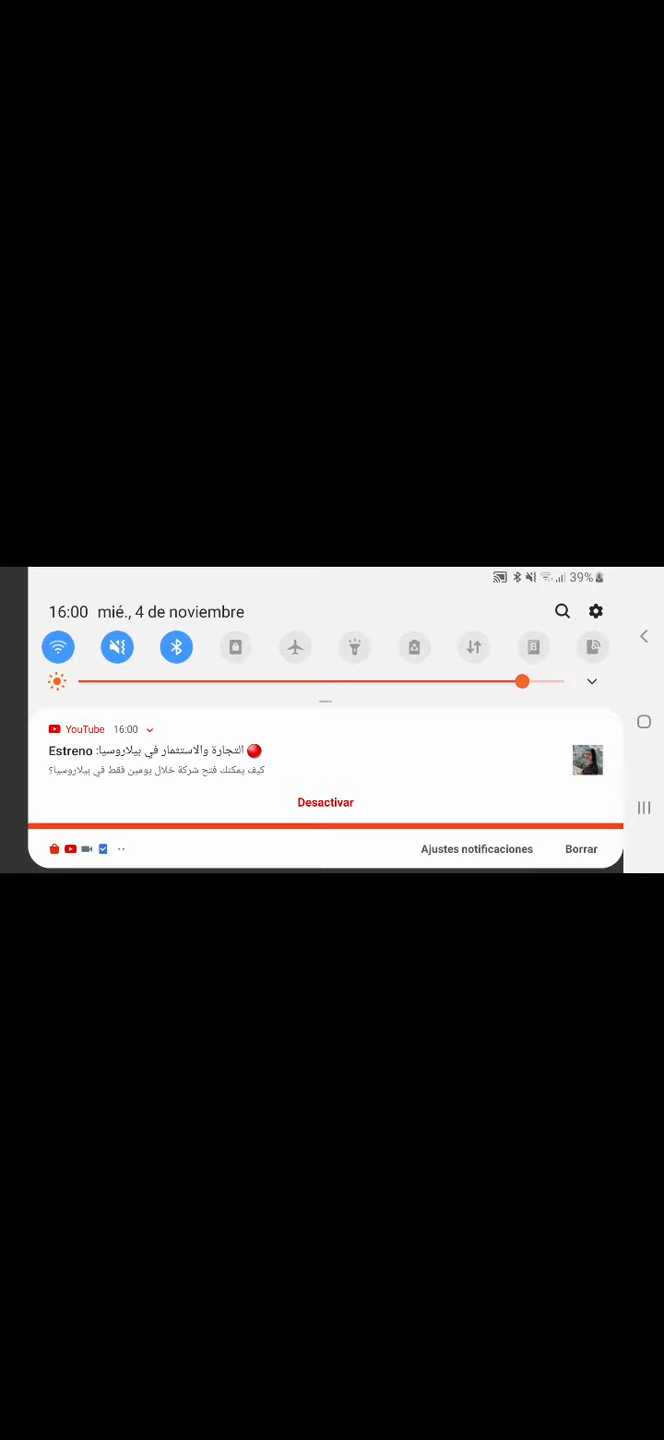 39%
16:00 mié., 4 de noviembre
YouTube 16:00
Estreno :التجارة والاستثمار في بيلاروسيا
كيف يمكنك فتح شركة خلال يومين فقط في بيلاروسيا؟
Desactivar
Ajustes notificaciones Borrar